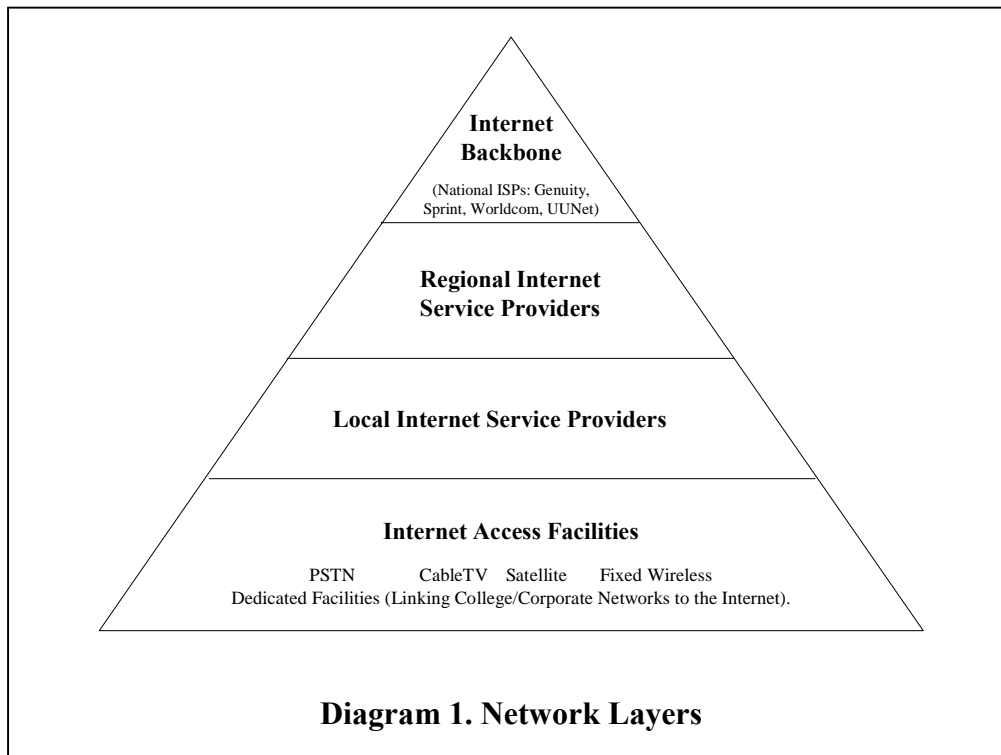 Internet
Backbone
(National ISPs: Genuity,
Sprint, Worldcom, UUNet)
Regional Internet
Service Providers
Local Internet Service Providers
Internet Access Facilities
PSTN CableTV Satellite Fixed Wireless
Dedicated Facilities (Linking College/Corporate Networks to the Internet).
Diagram 1. Network Layers